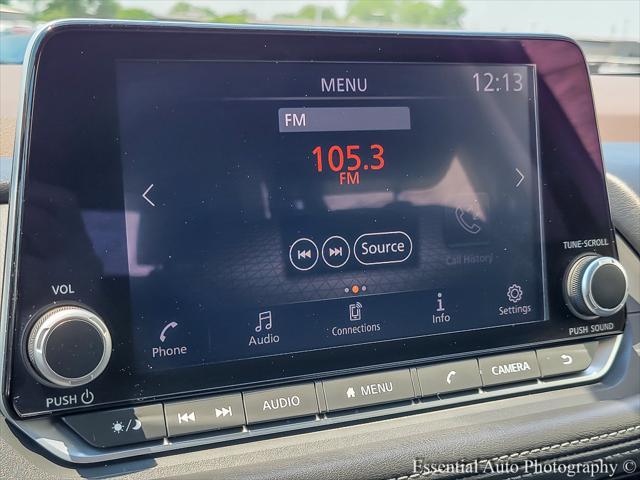 MENU 12:13
FM
105.3
FM
Source
Call History
Phone Audio Connections Info Settings
VOL
PUSH
TUNE·SCROLL
PUSH SOUND
AUDIO MENU CAMERA
Essential Auto Photography ©